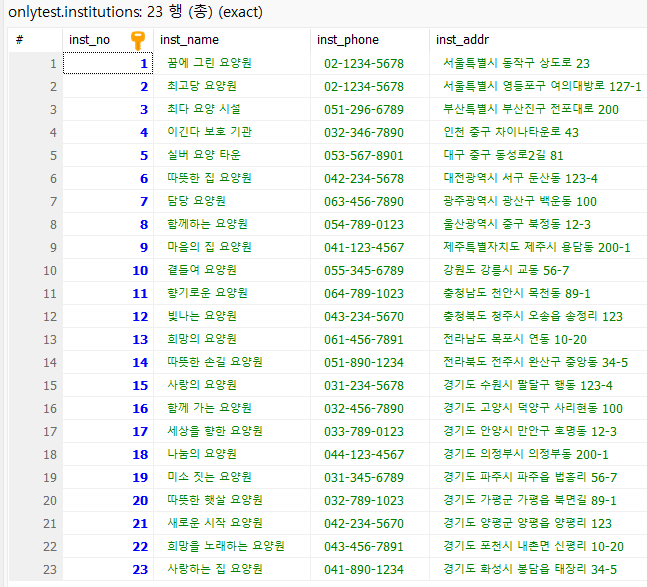 onlytest.institutions: 23 행 (총) (exact)
# inst_no inst_name inst_phone inst_addr
1 1 꿈에 그린 요양원 02-1234-5678 서울특별시 동작구 상도로 23
2 2 최고당 요양원 02-1234-5678 서울특별시 영등포구 여의대방로 127-1
3 3 최다 요양 시설 051-296-6789 부산특별시 부산진구 전포대로 200
4 4 이긴다 보호 기관 032-346-7890 인천 중구 차이나타운로 43
5 5 실버 요양 타운 053-567-8901 대구 중구 동성로2길 81
6 6 따뜻한 집 요양원 042-234-5678 대전광역시 서구 둔산동 123-4
7 7 담당 요양원 063-456-7890 광주광역시 광산구 백운동 100
8 8 함께하는 요양원 054-789-0123 울산광역시 중구 북정동 12-3
9 9 마음의 집 요양원 041-123-4567 제주특별자치도 제주시 용담동 200-1
10 10 곁들여 요양원 055-345-6789 강원도 강릉시 교동 56-7
11 11 향기로운 요양원 064-789-1023 충청남도 천안시 목천동 89-1
12 12 빛나는 요양원 043-234-5670 충청북도 청주시 오송읍 송정리 123
13 13 희망의 요양원 061-456-7891 전라남도 목포시 연동 10-20
14 14 따뜻한 손길 요양원 051-890-1234 전라북도 전주시 완산구 중앙동 34-5
15 15 사랑의 요양원 031-234-5678 경기도 수원시 팔달구 행동 123-4
16 16 함께 가는 요양원 032-456-7890 경기도 고양시 덕양구 사리현동 100
17 17 세상을 향한 요양원 033-789-0123 경기도 안양시 만안구 호명동 12-3
18 18 나눔의 요양원 044-123-4567 경기도 의정부시 의정부동 200-1
19 19 미소 짓는 요양원 031-345-6789 경기도 파주시 파주읍 법흥리 56-7
20 20 따뜻한 햇살 요양원 032-789-1023 경기도 가평군 가평읍 북면길 89-1
21 21 새로운 시작 요양원 042-234-5670 경기도 양평군 양평읍 양평리 123
22 22 희망을 노래하는 요양원 043-456-7891 경기도 포천시 내촌면 신평리 10-20
23 23 사랑하는 집 요양원 041-890-1234 경기도 화성시 봉담읍 태장리 34-5